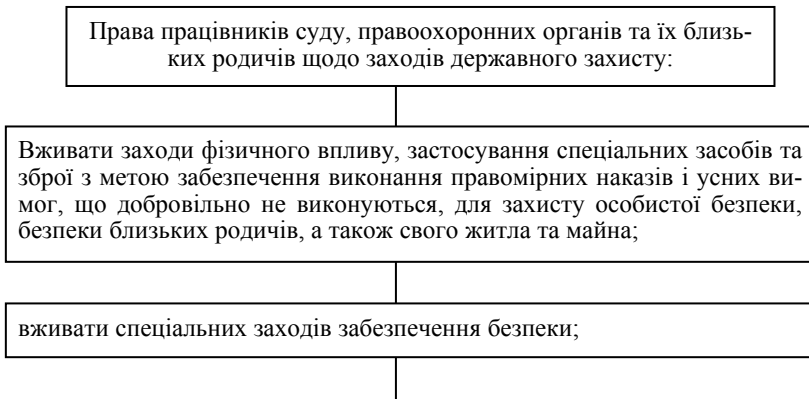 Права працівників суду, правоохоронних органів та їх близь-
ких родичів щодо заходів державного захисту:
Вживати заходи фізичного впливу, застосування спеціальних засобів та
зброї з метою забезпечення виконання правомірних наказів і усних ви-
мог, що добровільно не виконуються, для захисту особистої безпеки,
безпеки близьких родичів, а також свого житла та майна;
вживати спеціальних заходів забезпечення безпеки;